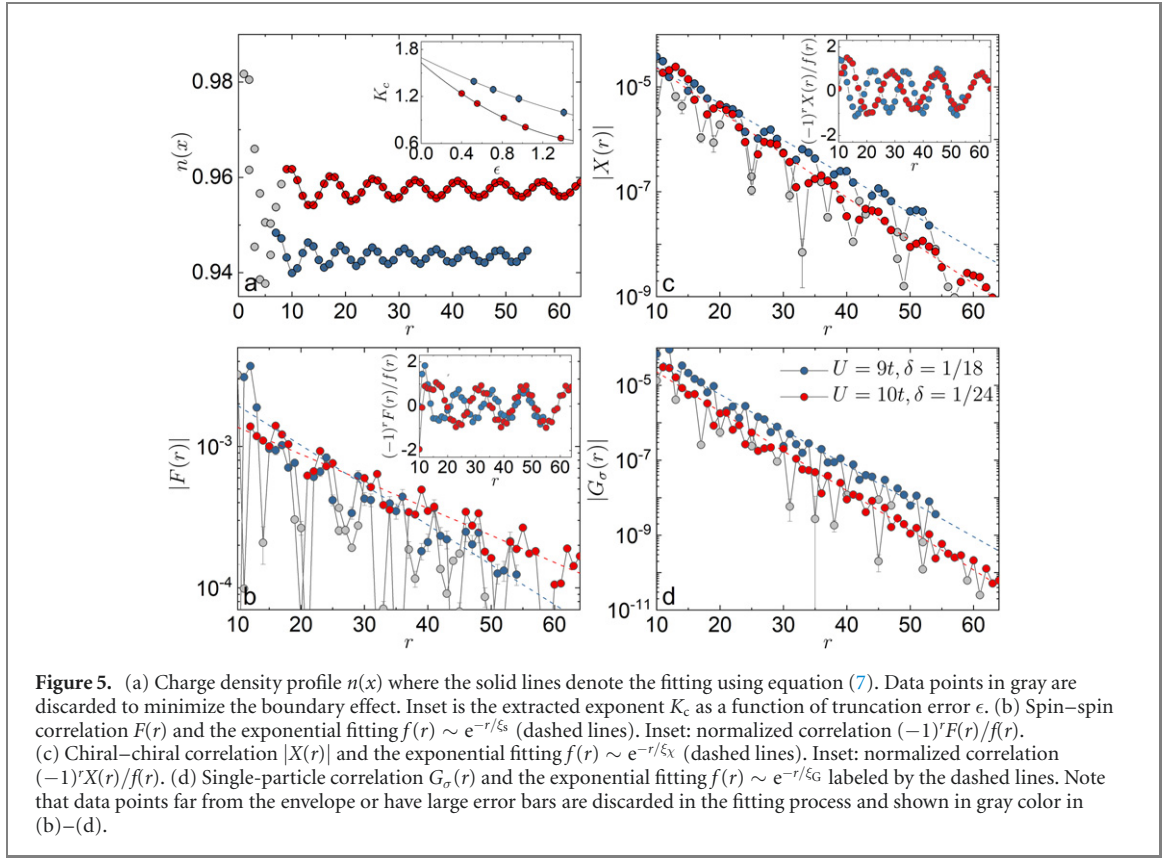 1.8
1.2
0.6
K_c
0.0 0.4 0.8 1.2
ϵ
0.98
0.96
0.94
n(x)
a
0 10 20 30 40 50 60
r
2
0
-2
(-1)^r X(r)/f(r)
10 20 30 40 50 60
r
10^-5
10^-7
10^-9
|X(r)|
c
10 20 30 40 50 60
r
2
0
-2
(-1)^r F(r)/f(r)
10 20 30 40 50 60
r
10^-3
10^-4
|F(r)|
b
10 20 30 40 50 60
r
U = 9t, δ = 1/18
U = 10t, δ = 1/24
10^-5
10^-7
10^-9
10^-11
|G_σ(r)|
d
10 20 30 40 50 60
r
Figure 5. (a) Charge density profile n(x) where the solid lines denote the fitting using equation (7). Data points in gray are
discarded to minimize the boundary effect. Inset is the extracted exponent K_c as a function of truncation error ϵ. (b) Spin–spin
correlation F(r) and the exponential fitting f(r) ∼ e^−r/ξ_s (dashed lines). Inset: normalized correlation (−1)^r F(r)/f(r).
(c) Chiral–chiral correlation |X(r)| and the exponential fitting f(r) ∼ e^−r/ξ_χ (dashed lines). Inset: normalized correlation
(−1)^r X(r)/f(r). (d) Single-particle correlation G_σ(r) and the exponential fitting f(r) ∼ e^−r/ξ_G labeled by the dashed lines. Note
that data points far from the envelope or have large error bars are discarded in the fitting process and shown in gray color in
(b)–(d).